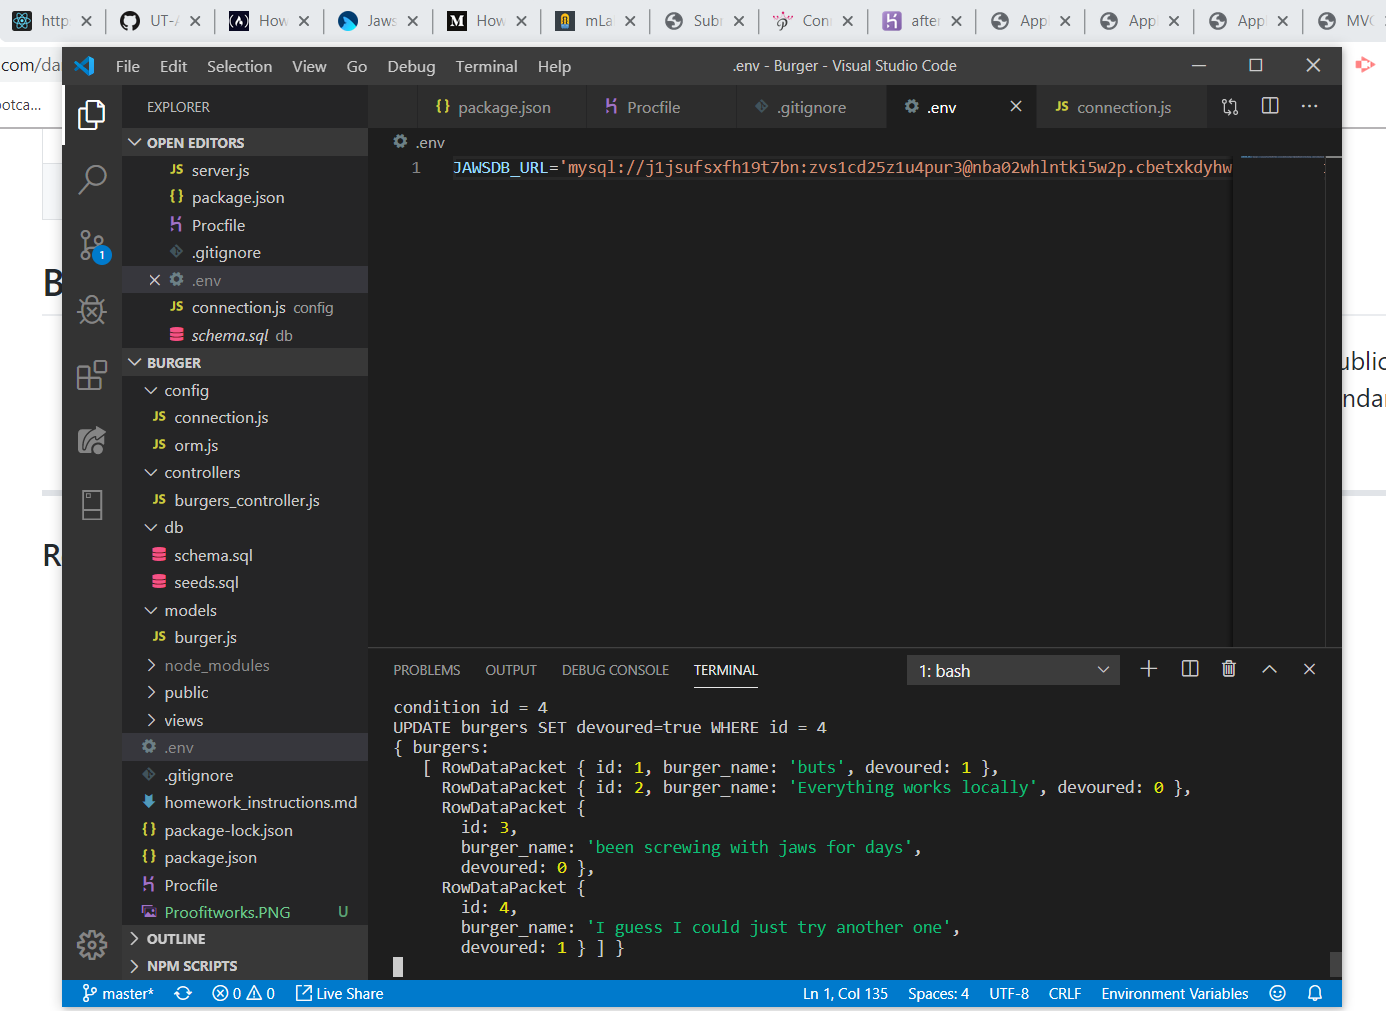 http
UT-A
How
Jaws
How
mLa
Subr
Con
after
App
App
App
MVC
.com/da
otca...
File Edit Selection View Go Debug Terminal Help
.env - Burger - Visual Studio Code
EXPLORER
OPEN EDITORS
server.js
package.json
Procfile
.gitignore
.env
connection.js config
schema.sql db
BURGER
config
connection.js
orm.js
controllers
burgers_controller.js
db
schema.sql
seeds.sql
models
burger.js
node_modules
public
views
.env
.gitignore
homework_instructions.md
package-lock.json
package.json
Procfile
Proofitworks.PNG U
OUTLINE
NPM SCRIPTS
1
package.json Procfile .gitignore .env connection.js
.env
1 JAWSDB_URL='mysql://j1jsufsxfh19t7bn:zvs1cd25z1u4pur3@nba02whlntki5w2p.cbetxkdyhw
PROBLEMS OUTPUT DEBUG CONSOLE TERMINAL
1: bash
condition id = 4
UPDATE burgers SET devoured=true WHERE id = 4
{ burgers:
[ RowDataPacket { id: 1, burger_name: 'buts', devoured: 1 },
RowDataPacket { id: 2, burger_name: 'Everything works locally', devoured: 0 },
RowDataPacket {
id: 3,
burger_name: 'been screwing with jaws for days',
devoured: 0 },
RowDataPacket {
id: 4,
burger_name: 'I guess I could just try another one',
devoured: 1 } ] }
master* 0 0 Live Share
Ln 1, Col 135 Spaces: 4 UTF-8 CRLF Environment Variables
B
R
ublic
ndar